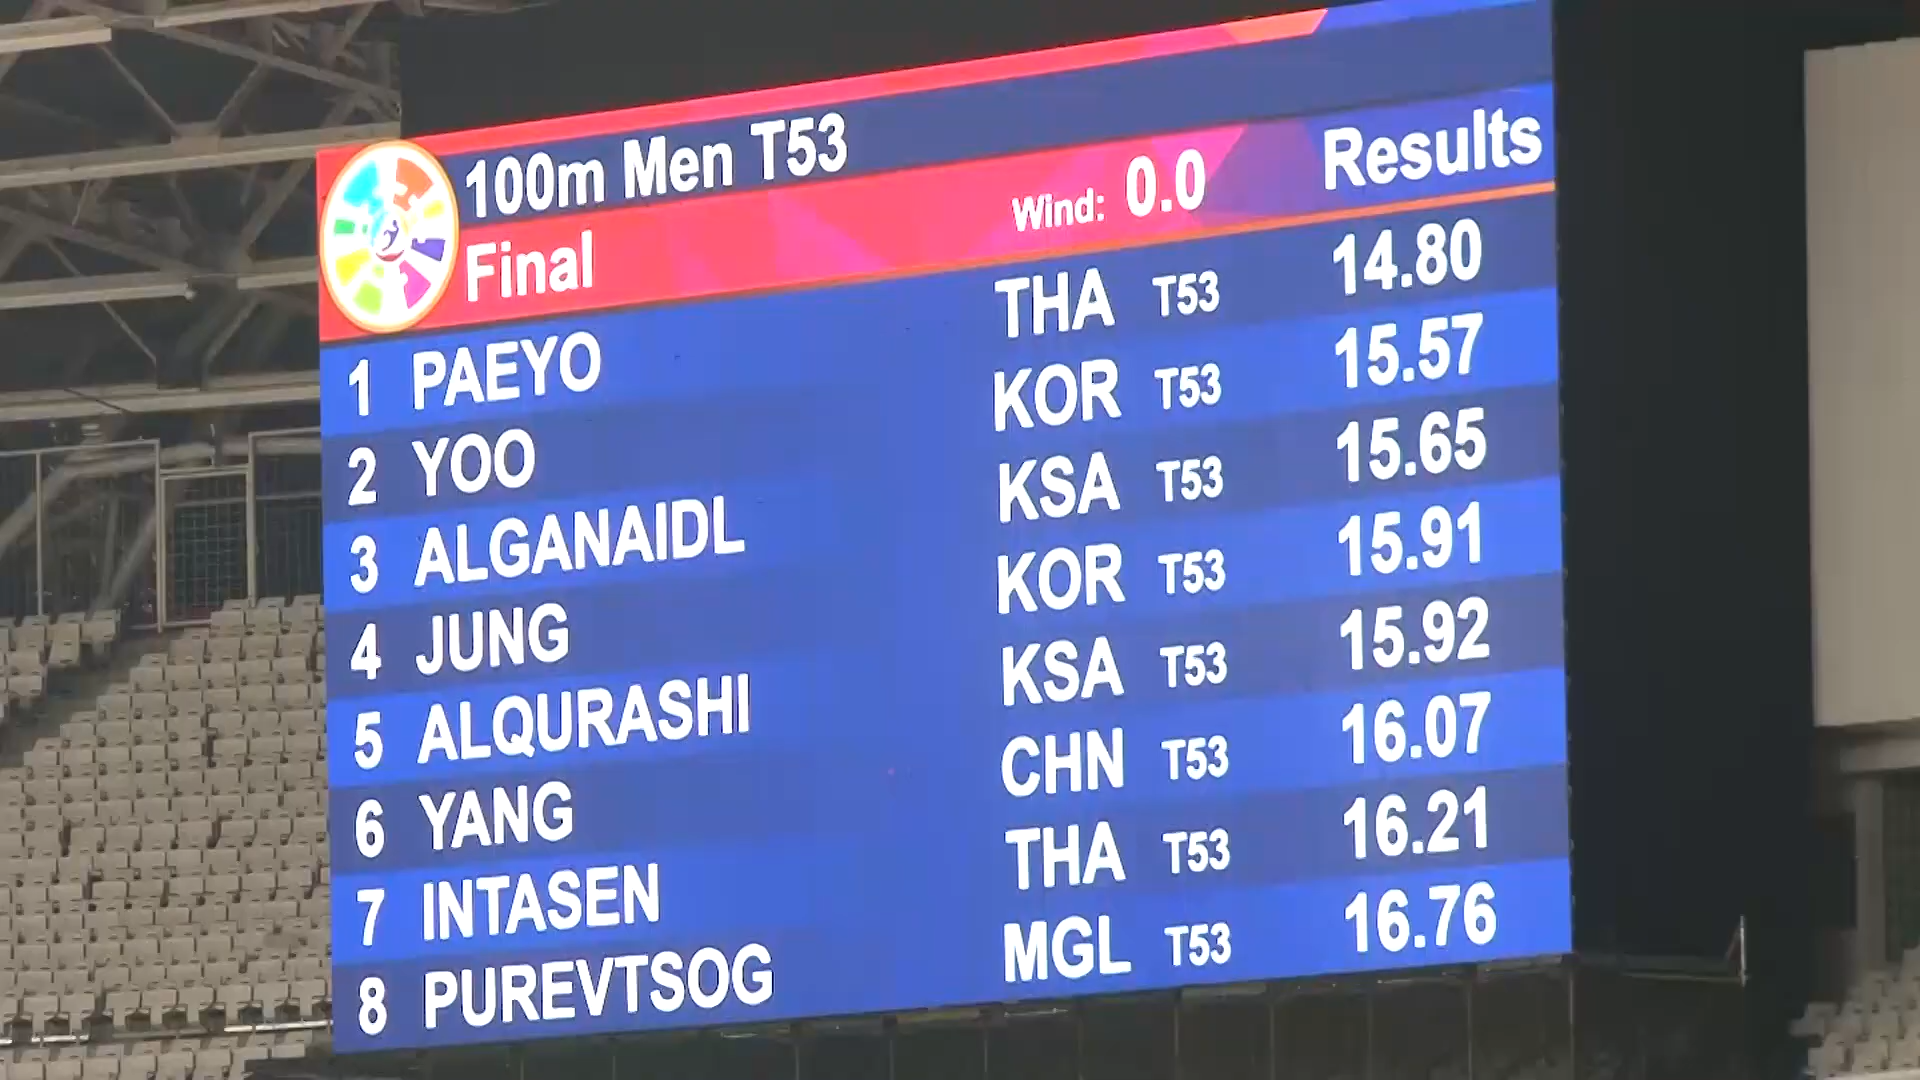 100m Men T53
Final Wind: 0.0 Results
1 PAEYO THA T53 14.80
2 YOO KOR T53 15.57
3 ALGANAIDL KSA T53 15.65
4 JUNG KOR T53 15.91
5 ALQURASHI KSA T53 15.92
6 YANG CHN T53 16.07
7 INTASEN THA T53 16.21
8 PUREVTSOG MGL T53 16.76